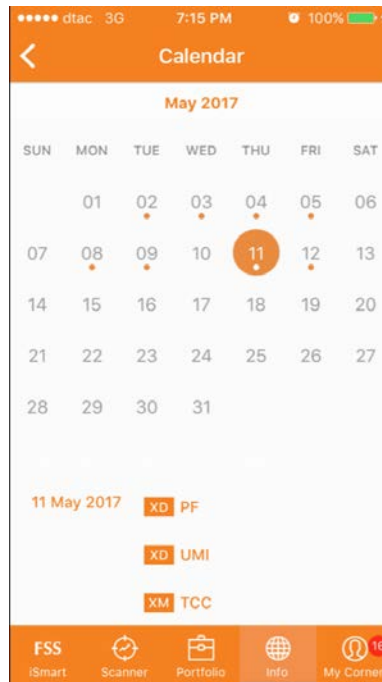 dtac 3G 7:15 PM 100%
Calendar
May 2017
SUN MON TUE WED THU FRI SAT
01 02 03 04 05 06
07 08 09 10 11 12 13
14 15 16 17 18 19 20
21 22 23 24 25 26 27
28 29 30 31
11 May 2017 XD PF
XD UMI
XM TCC
FSS 16
iSmart Scanner Portfolio Info My Corner